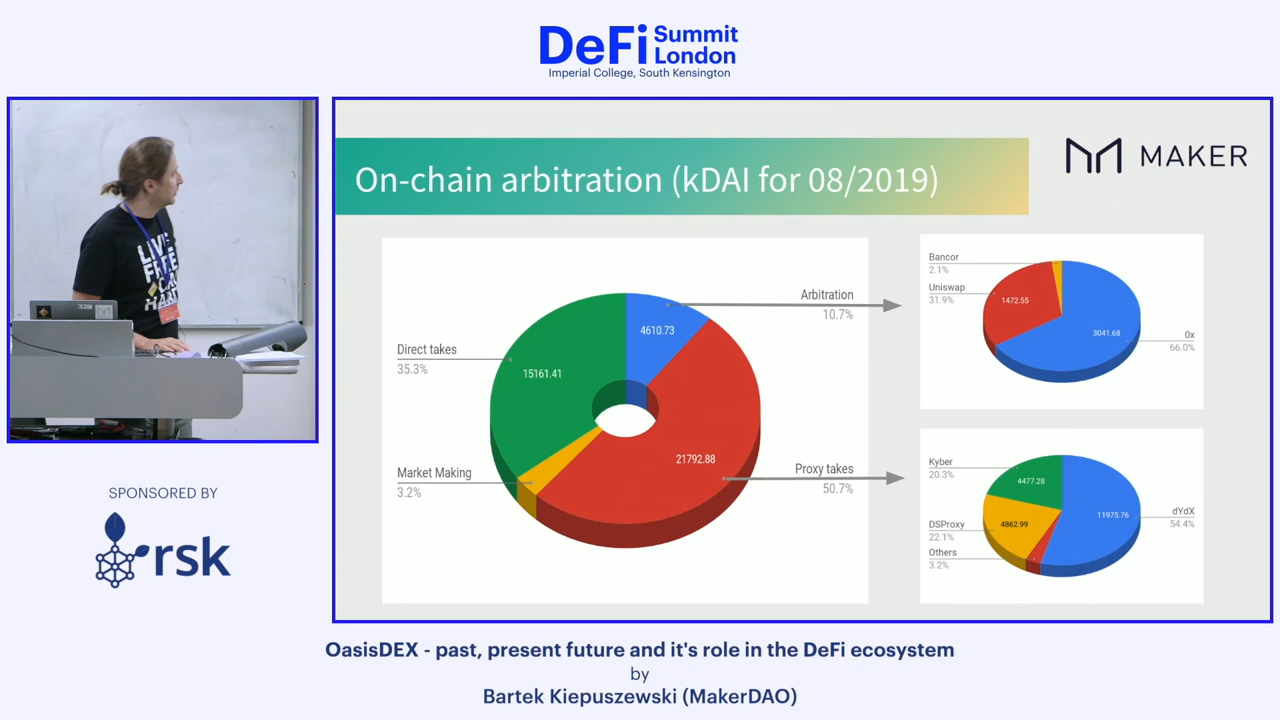 DeFi Summit
London
Imperial College, South Kensington
On-chain arbitration (kDAI for 08/2019)
MAKER
Arbitration
10.7%
4610.73
Direct takes
35.3%
15161.41
Market Making
3.2%
21792.88
Proxy takes
50.7%
Bancor
2.1%
Uniswap
31.9%
1472.55
3041.68
0x
66.0%
Kyber
20.3%
4477.28
11975.76
dYdX
54.4%
DSProxy
22.1%
4862.99
Others
3.2%
LIVE
FREE
HARD
SPONSORED BY
rsk
OasisDEX - past, present future and it's role in the DeFi ecosystem
by
Bartek Kiepuszewski (MakerDAO)